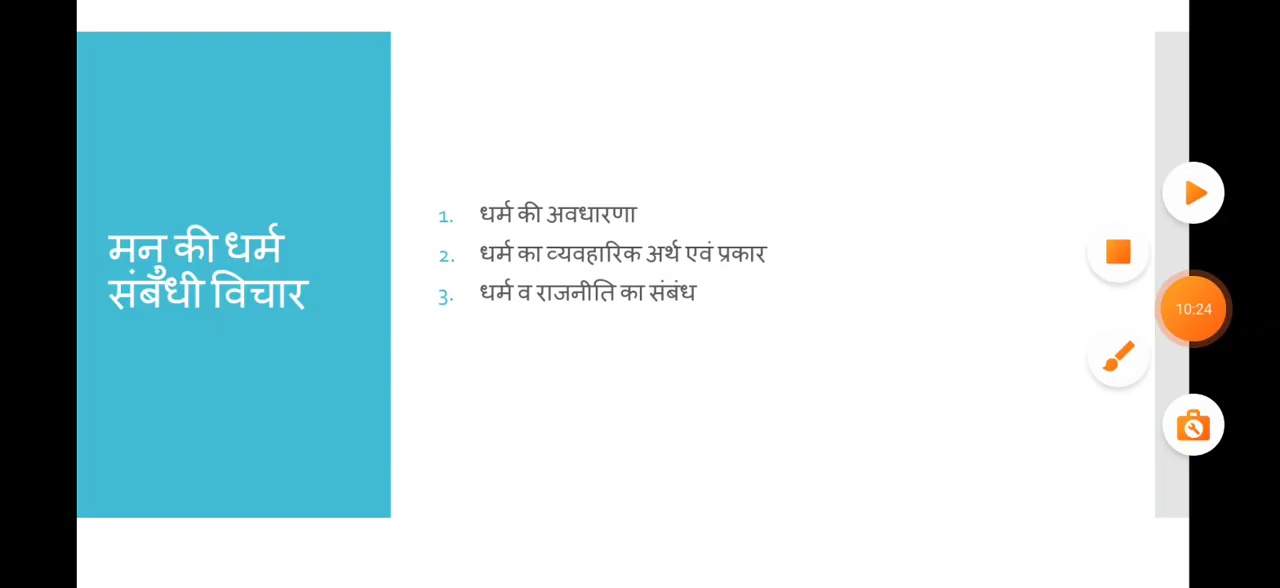 मनु की धर्म
संबंधी विचार
1. धर्म की अवधारणा
2. धर्म का व्यवहारिक अर्थ एवं प्रकार
3. धर्म व राजनीति का संबंध
10:24